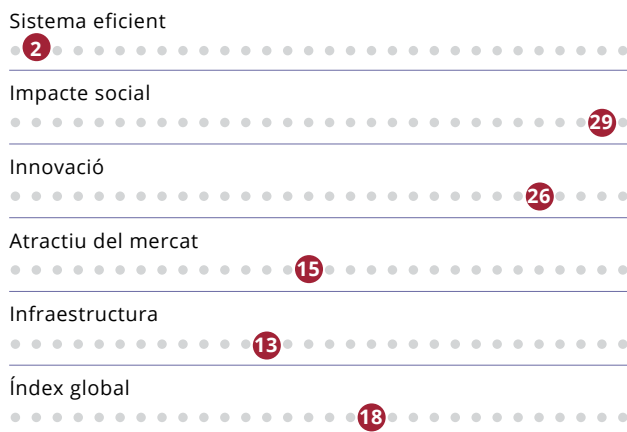 Sistema eficient
2
Impacte social
29
Innovació
26
Atractiu del mercat
15
Infraestructura
13
Índex global
18